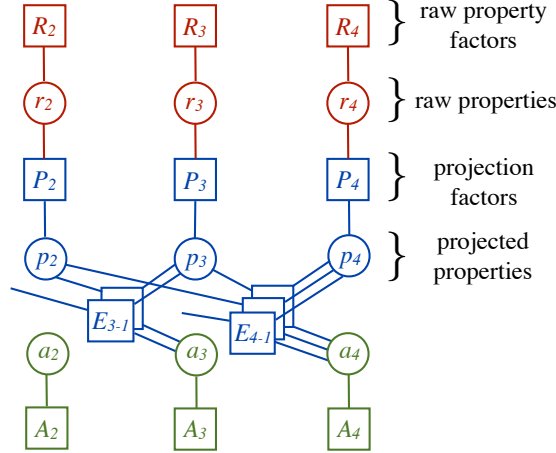 R2 R3 R4 raw property
factors
r2 r3 r4 raw properties
P2 P3 P4 projection
factors
p2 p3 p4 projected
properties
E3-1 E4-1
a2 a3 a4
A2 A3 A4